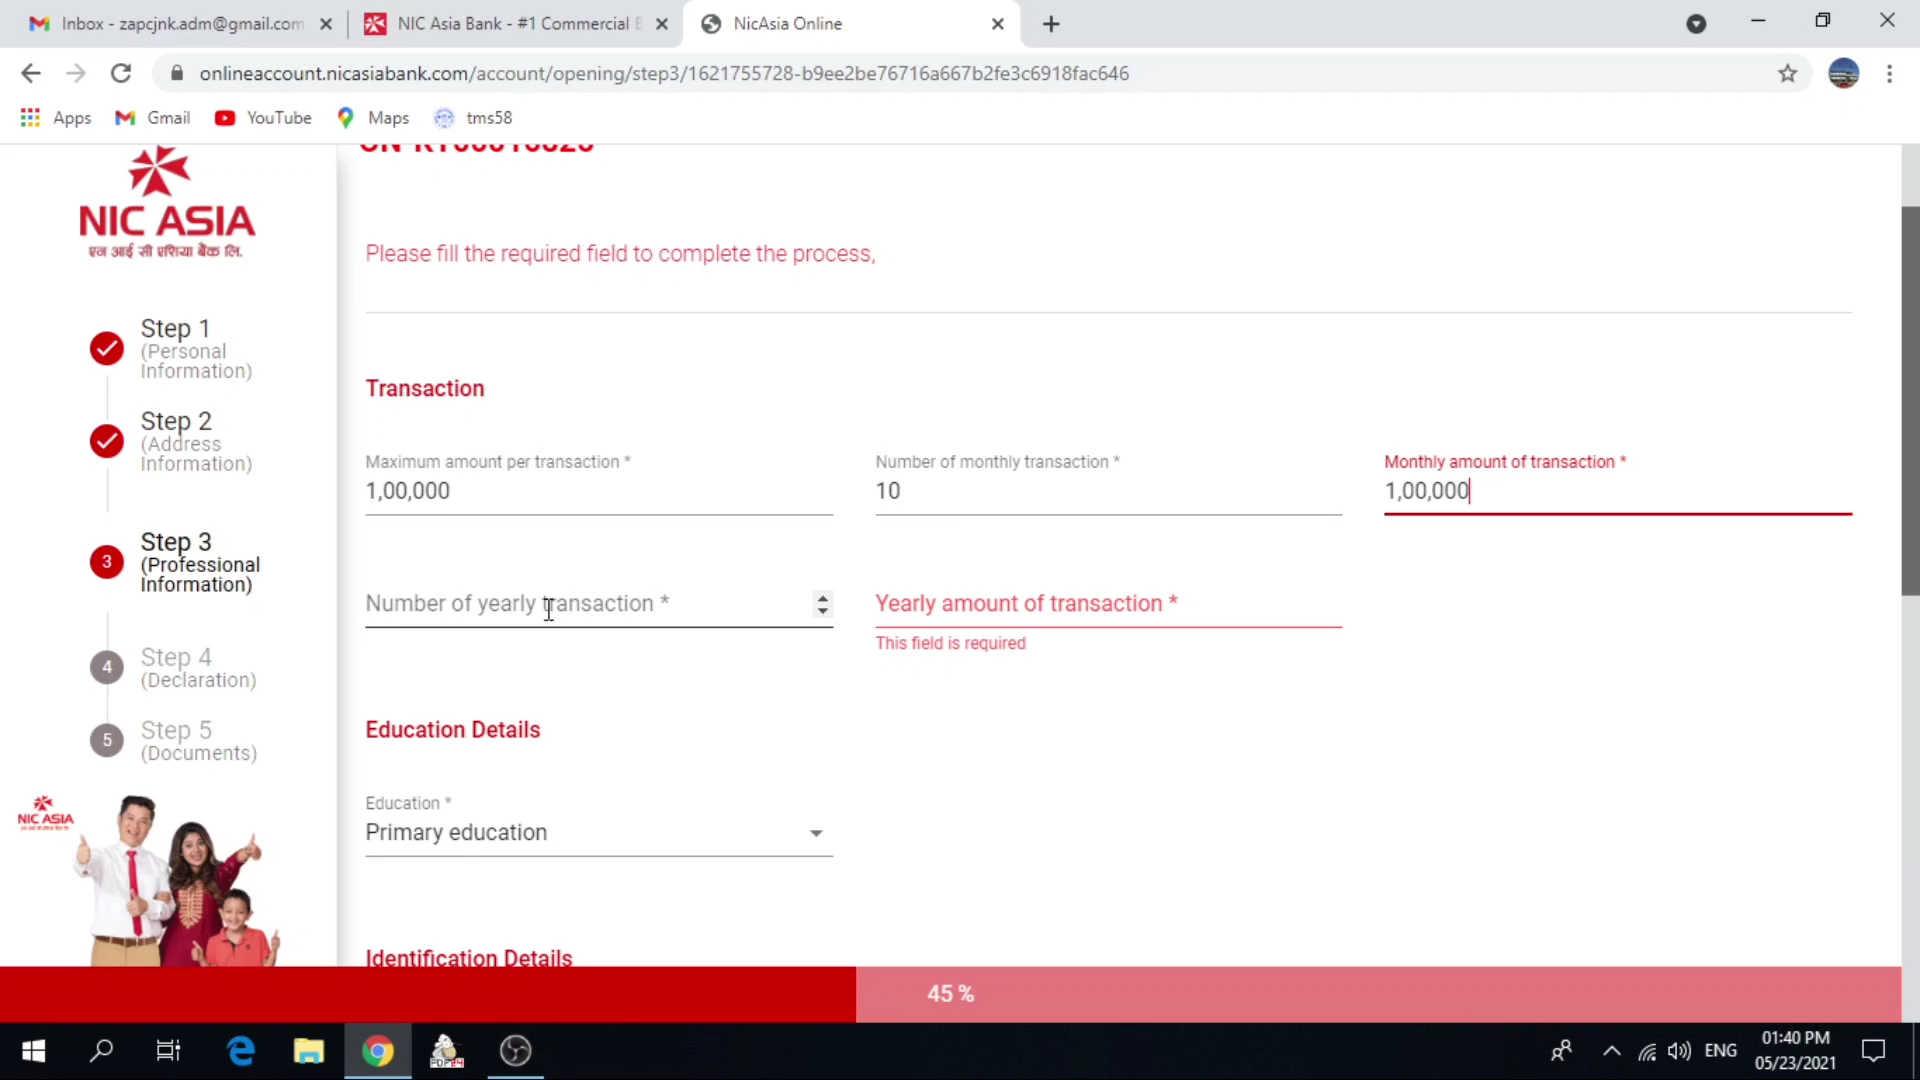 Inbox - zapcjnk.adm@gmail.com
NIC Asia Bank - #1 Commercial B
NicAsia Online
onlineaccount.nicasiabank.com/account/opening/step3/1621755728-b9ee2be76716a667b2fe3c6918fac646
Apps
Gmail
YouTube
Maps
tms58
NIC ASIA
एन आई सी एशिया बैंक लि.
Please fill the required field to complete the process,
Step 1
(Personal
Information)
Step 2
(Address
Information)
3
Step 3
(Professional
Information)
4
Step 4
(Declaration)
5
Step 5
(Documents)
NIC ASIA
Transaction
Maximum amount per transaction *
1,00,000
Number of monthly transaction *
10
Monthly amount of transaction *
1,00,000
Number of yearly transaction *
Yearly amount of transaction *
This field is required
Education Details
Education *
Primary education
Identification Details
45 %
PDF24
ENG
01:40 PM
05/23/2021